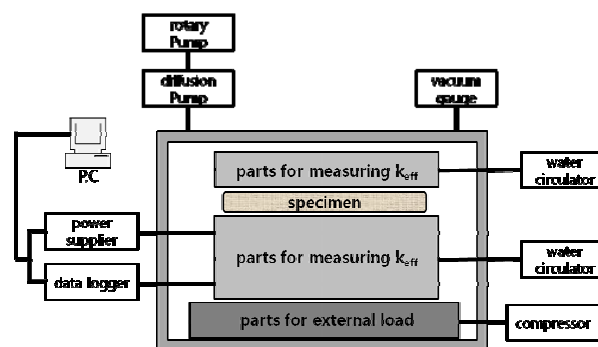 rotary
Pump
diffusion
Pump
vacuum
gauge
PC
parts for measuring keff
water
circulator
specimen
power
supplier
parts for measuring keff
water
circulator
data logger
parts for external load
compressor